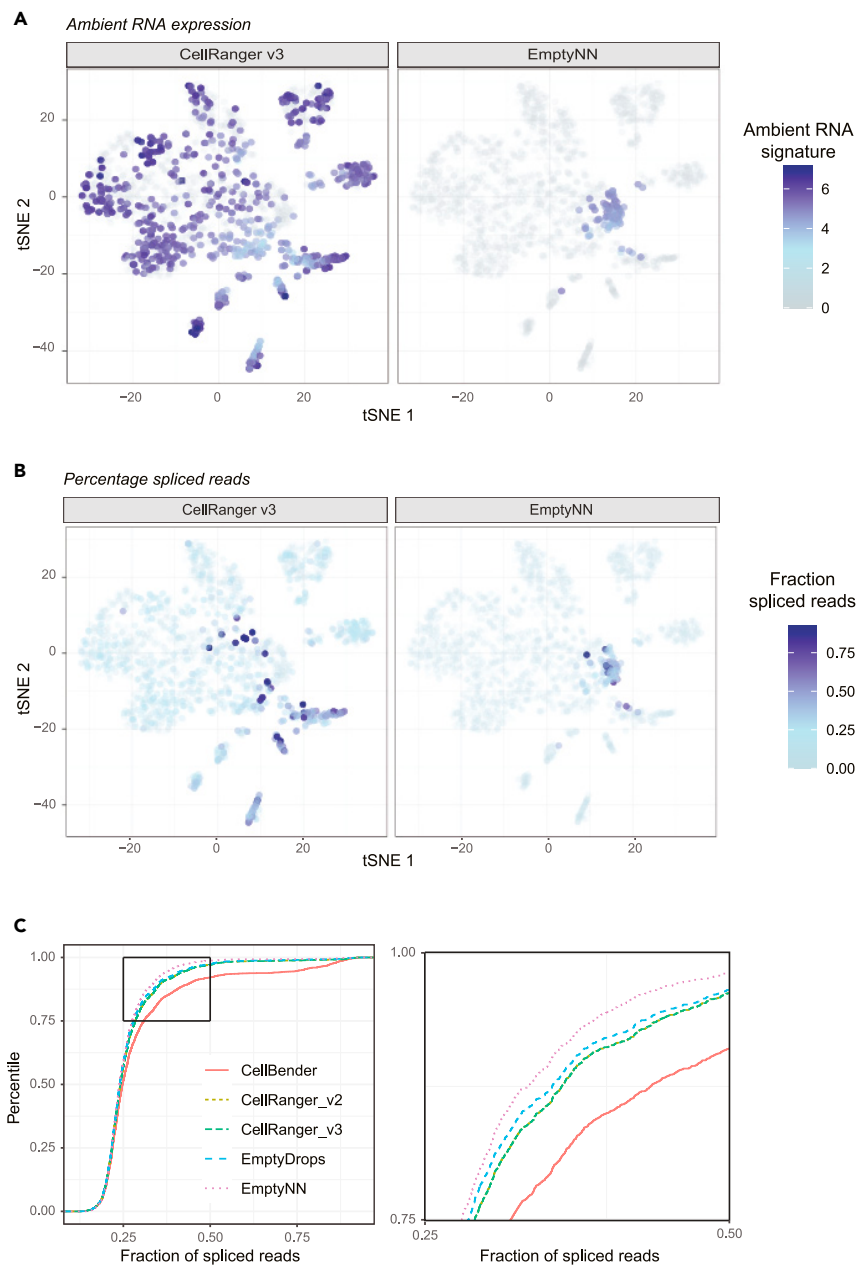 A
Ambient RNA expression
CellRanger v3
EmptyNN
20
0
−20
−40
tSNE 2
−20
0
20
−20
0
20
tSNE 1
Ambient RNA
signature
6
4
2
0
B
Percentage spliced reads
CellRanger v3
EmptyNN
20
0
−20
−40
tSNE 2
−20
0
20
−20
0
20
tSNE 1
Fraction
spliced reads
0.75
0.50
0.25
0.00
C
1.00
0.75
0.50
0.25
0.00
Percentile
CellBender
CellRanger_v2
CellRanger_v3
EmptyDrops
EmptyNN
0.25
0.50
0.75
Fraction of spliced reads
1.00
0.75
0.25
0.50
Fraction of spliced reads